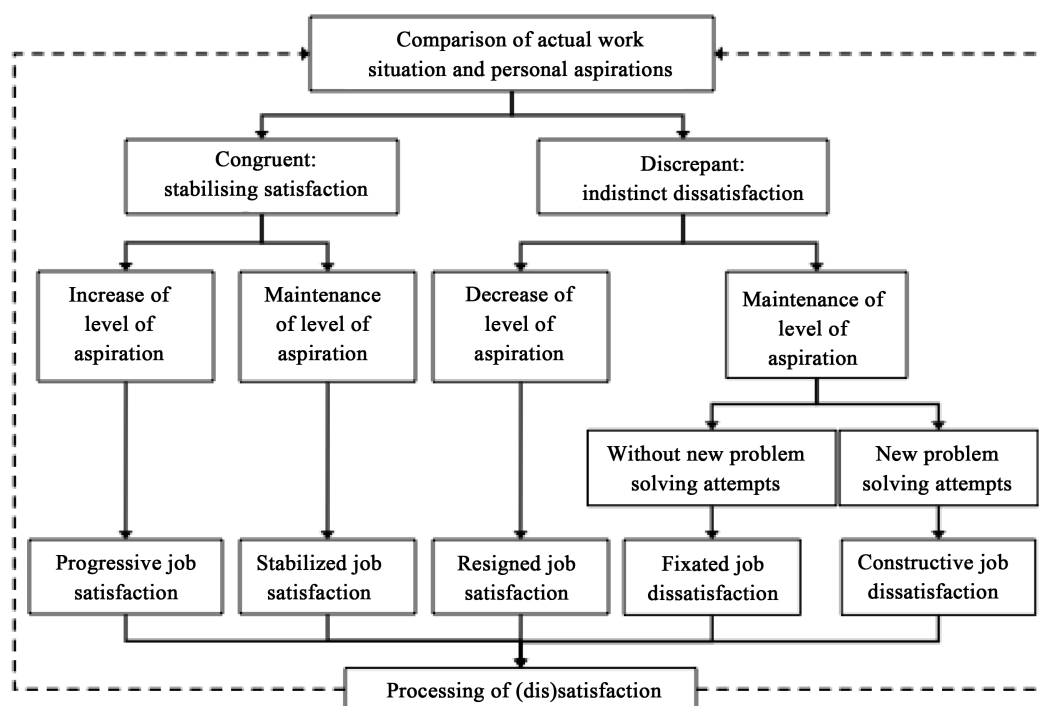 Comparison of actual work
situation and personal aspirations
Congruent:
stabilising satisfaction
Discrepant:
indistinct dissatisfaction
Increase of
level of
aspiration
Maintenance
of level of
aspiration
Decrease of
level of
aspiration
Maintenance of
level of
aspiration
Without new problem
solving attempts
New problem
solving attempts
Progressive job
satisfaction
Stabilized job
satisfaction
Resigned job
satisfaction
Fixated job
dissatisfaction
Constructive job
dissatisfaction
Processing of (dis)satisfaction